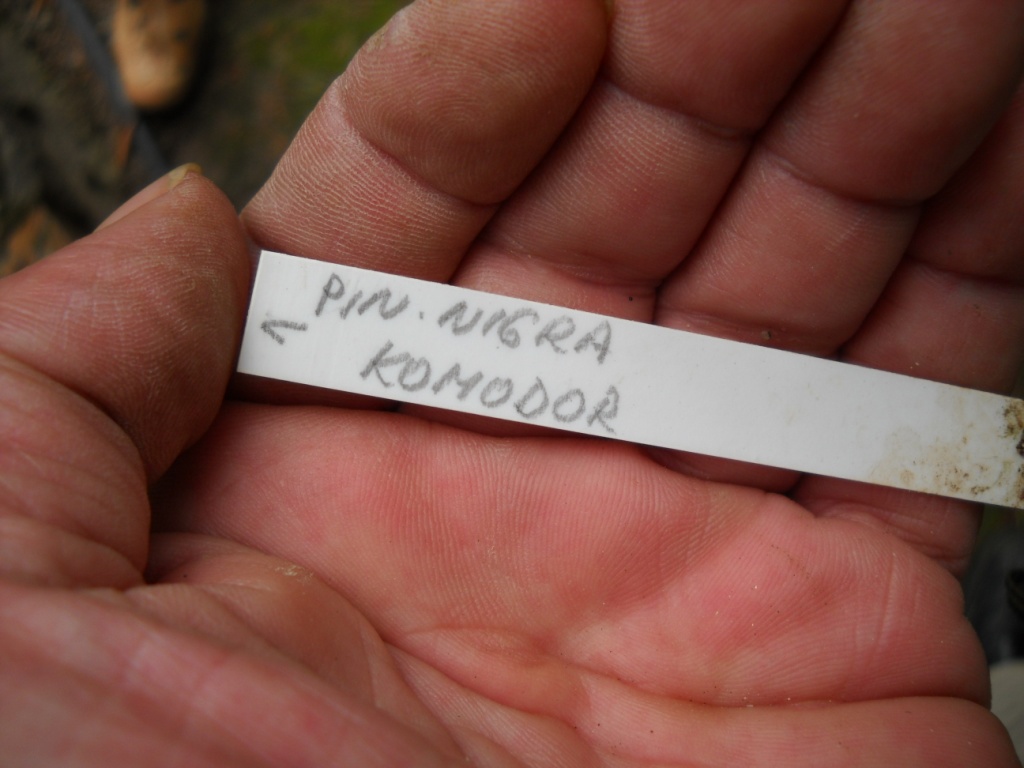 PIN. NIGRA
< KOMODOR